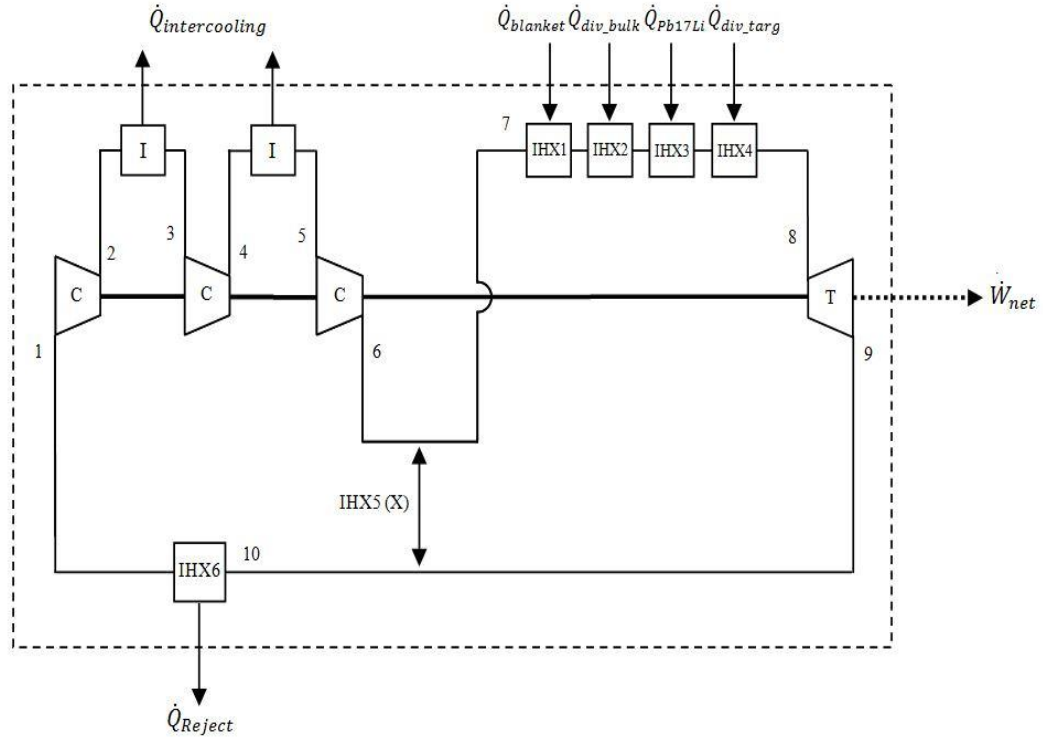 Q̇intercooling
Q̇blanket Q̇div_bulk Q̇Pb17Li Q̇div_targ
7
I
I
IHX1
IHX2
IHX3
IHX4
2
3
4
5
8
C
C
C
T
Ẇnet
1
6
9
IHX5 (X)
10
IHX6
Q̇Reject